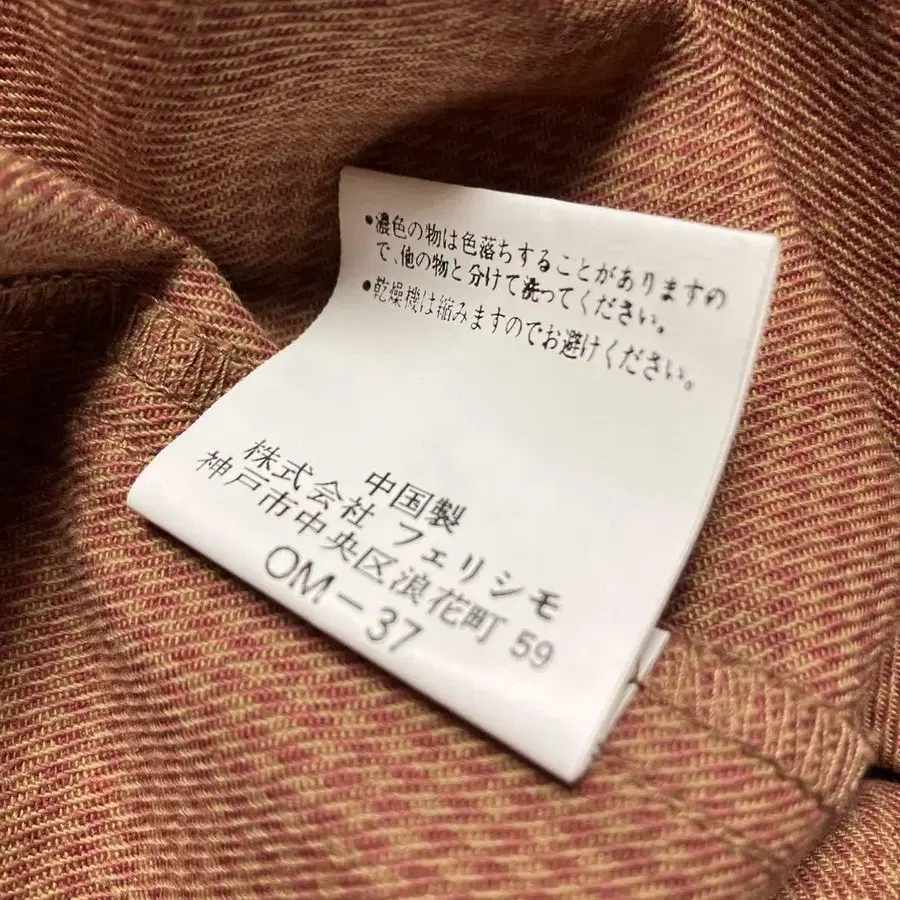 •濃色の物は色落ちすることがありますの
で、他の物と分けて洗ってください。
•乾燥機は縮みますのでお避けください。
中国製
株式会社 フェリシモ
神戸市中央区浪花町 59
OM-37